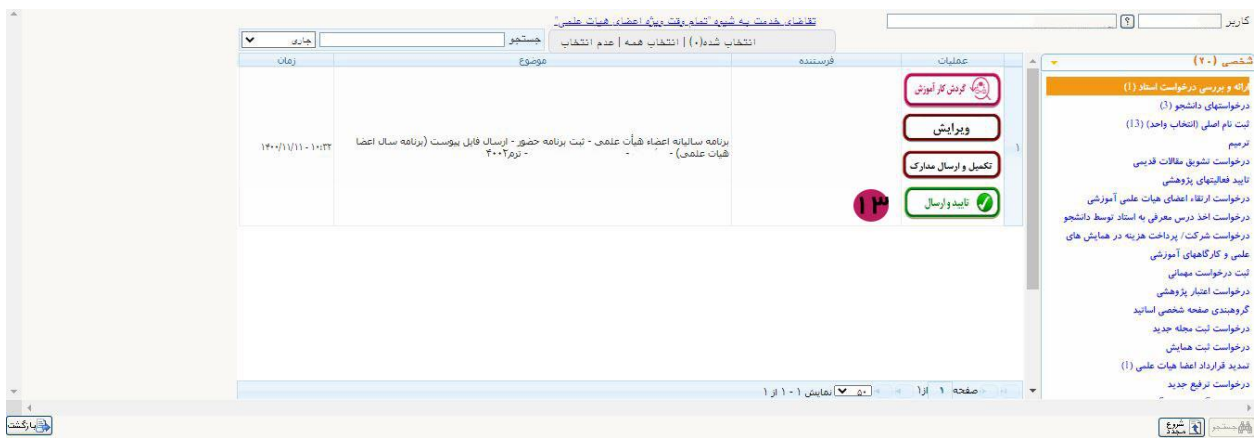 کاربر
؟
تقاضای خدمت به شیوه "تمام وقت ویژه اعضای هیات علمی"
انتخاب شده(۰) | انتخاب همه | عدم انتخاب
جستجو
جاری
شخصی (۲۰)
ارائه و بررسی درخواست استاد (1)
درخواستهای دانشجو (3)
ثبت نام اصلی (انتخاب واحد) (13)
ترمیم
درخواست تشویق مقالات قدیمی
تایید فعالیتهای پژوهشی
درخواست ارتقاء اعضای هیات علمی آموزشی
درخواست اخذ درس معرفی به استاد توسط دانشجو
درخواست شرکت/ پرداخت هزینه در همایش های
علمی و کارگاههای آموزشی
ثبت درخواست مهمانی
درخواست اعتبار پژوهشی
گروهبندی صفحه شخصی اساتید
درخواست ثبت مجله جدید
درخواست ثبت همایش
تمدید قرارداد اعضا هیات علمی (1)
درخواست ترفیع جدید
عملیات
فرستنده
موضوع
زمان
۱
گردش کار آموزش
ویرایش
تکمیل و ارسال مدارک
تایید و ارسال
۱۳
برنامه سالیانه اعضاء هیأت علمی - ثبت برنامه حضور - ارسال فایل پیوست (برنامه سال اعضا
هیات علمی) - - - ترم۴۰۰۲
۱۴۰۰/۱۱/۱۱ - ۱۰:۳۲
صفحه ۱ از۱
۵۰
نمایش ۱ - ۱ از ۱
جستجو
شروع مجدد
بازگشت